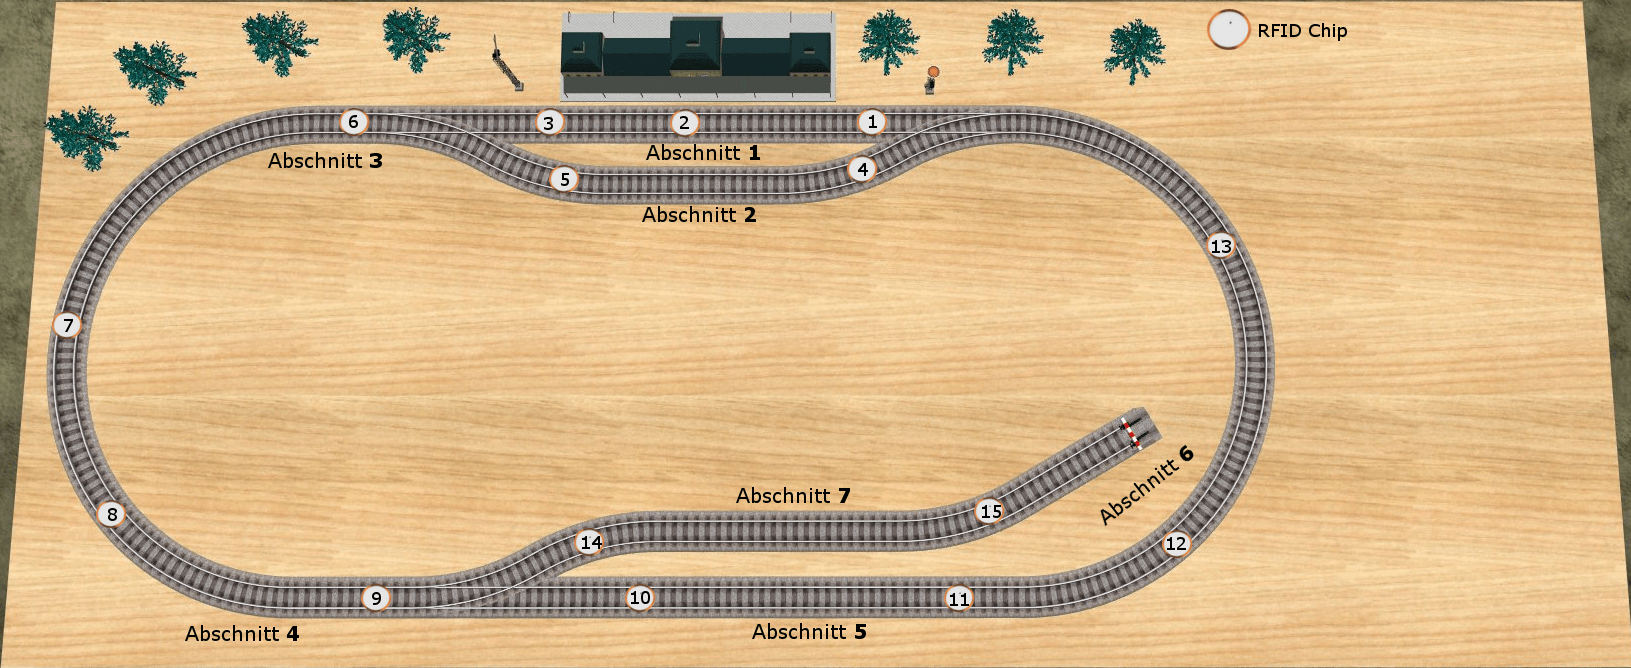 RFID Chip
6
3
2
1
Abschnitt 3
Abschnitt 1
5
4
Abschnitt 2
13
7
Abschnitt 6
Abschnitt 7
8
15
14
12
9
10
11
Abschnitt 4
Abschnitt 5